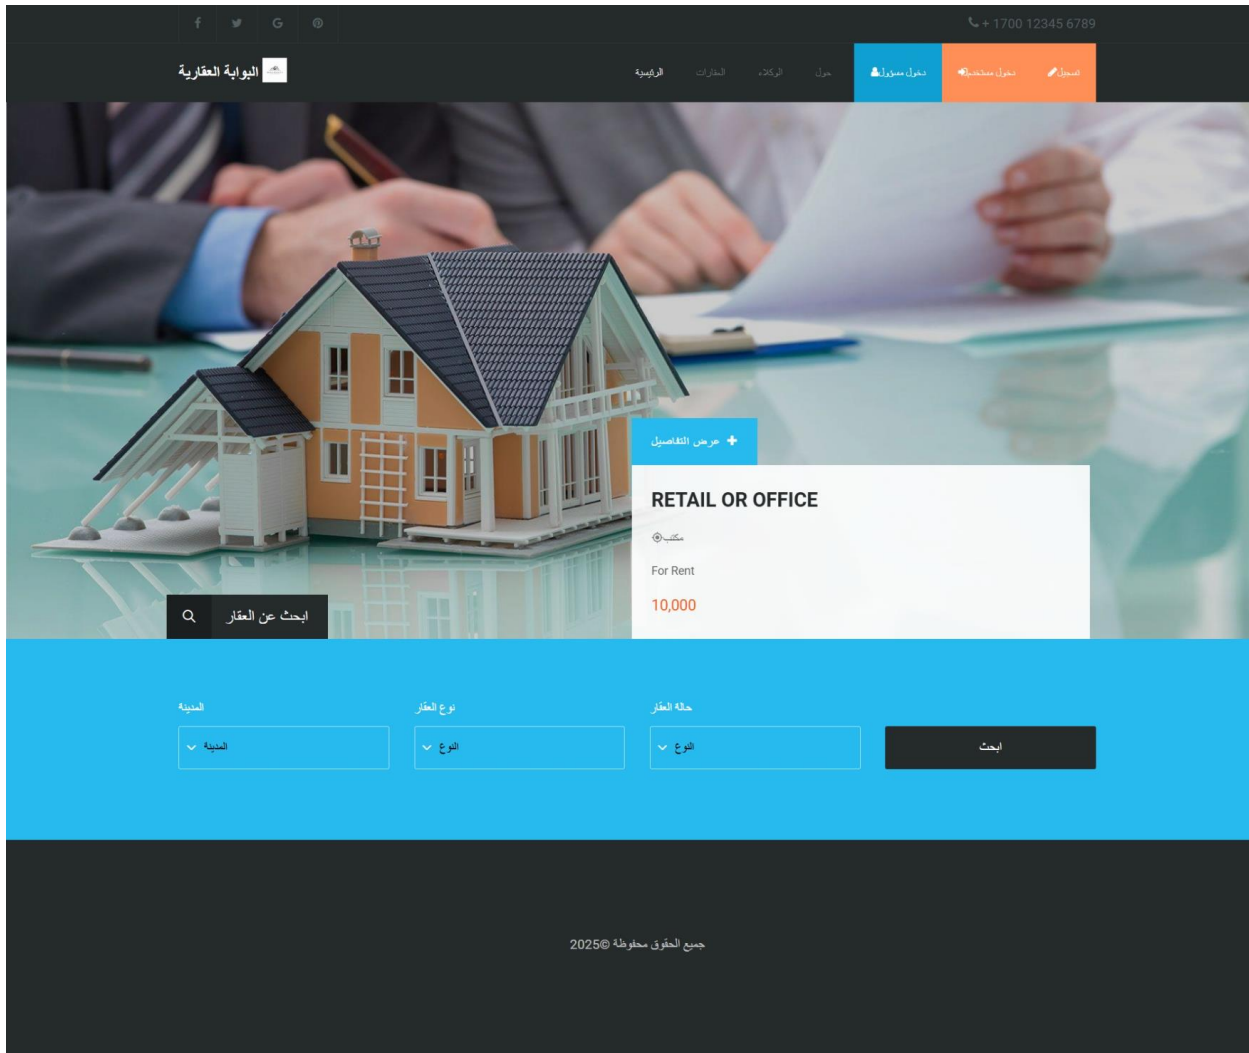 + 1700 12345 6789
البوابة العقارية
الرئيسية العقارات الوكلاء حول دخول مسؤول دخول مستخدم تسجيل
عرض التفاصيل
RETAIL OR OFFICE
مكتب
For Rent
10,000
ابحث عن العقار
المدينة نوع العقار حالة العقار
المدينة النوع النوع ابحث
جميع الحقوق محفوظة ©2025